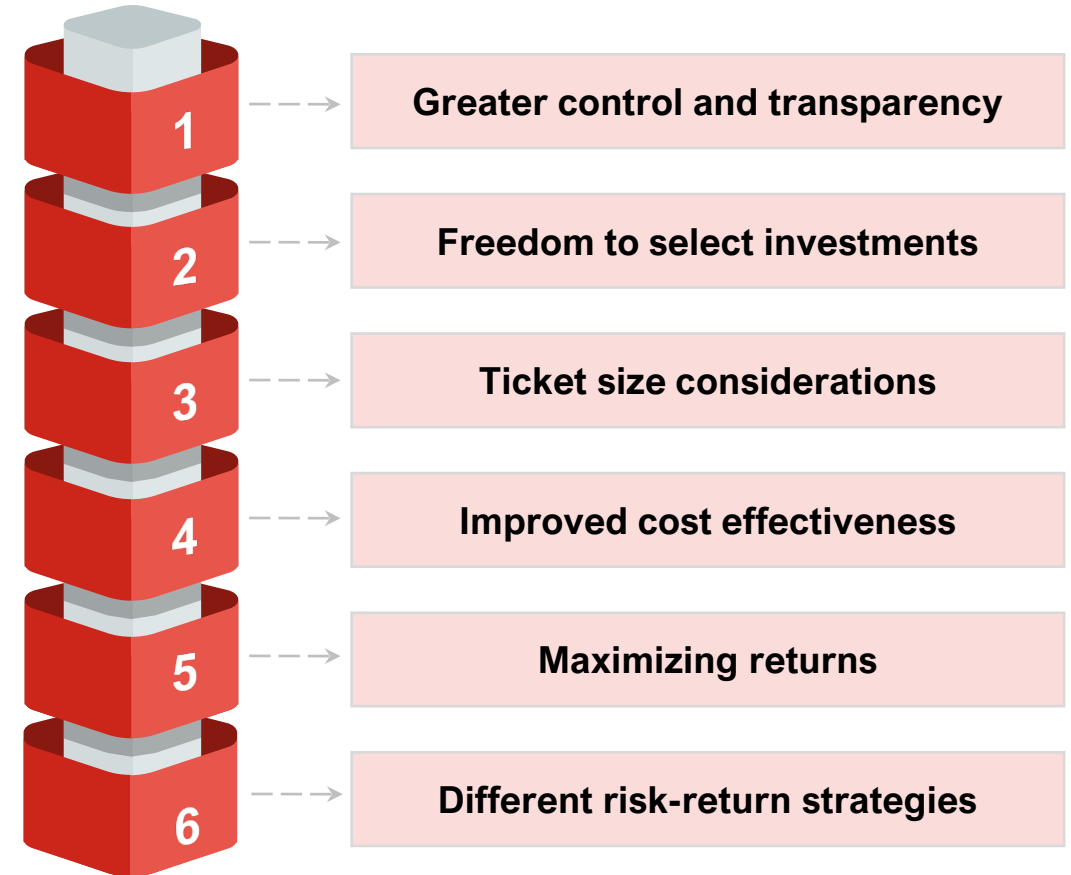 1
Greater control and transparency
2
Freedom to select investments
3
Ticket size considerations
4
Improved cost effectiveness
5
Maximizing returns
6
Different risk-return strategies